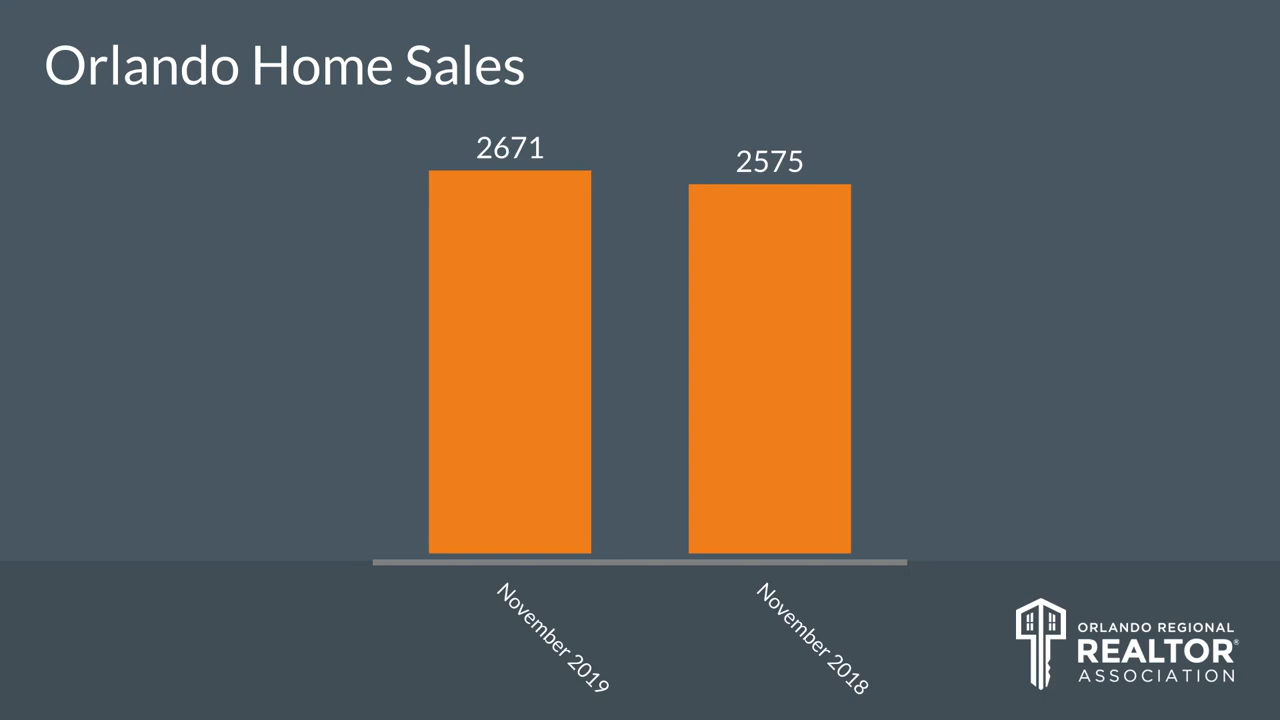 Orlando Home Sales
2671
2575
November 2019
November 2018
ORLANDO REGIONAL
REALTOR®
ASSOCIATION